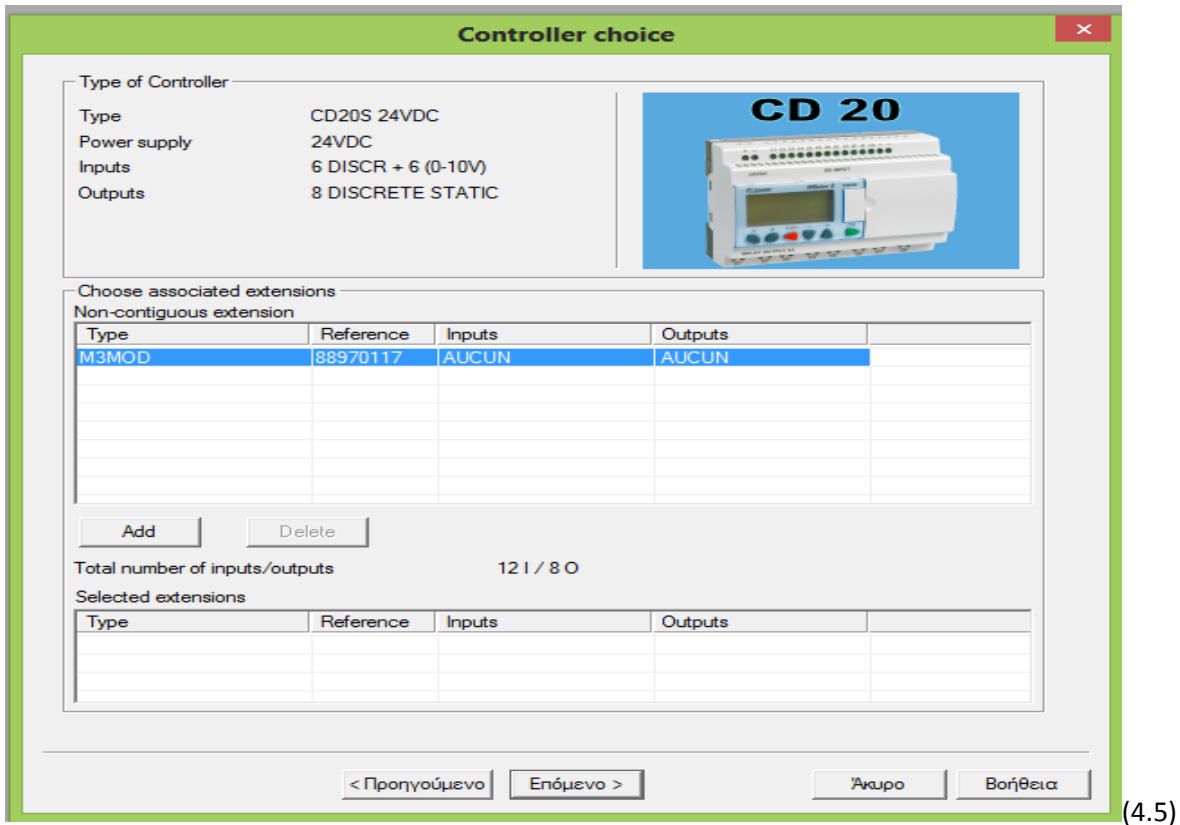 Controller choice
Type of Controller
Type CD20S 24VDC
Power supply 24VDC
Inputs 6 DISCR + 6 (0-10V)
Outputs 8 DISCRETE STATIC
CD 20
Choose associated extensions
Non-contiguous extension
Type Reference Inputs Outputs
M3MOD 88970117 AUCUN AUCUN
Add Delete
Total number of inputs/outputs 12 I / 8 O
Selected extensions
Type Reference Inputs Outputs
< Προηγούμενο Επόμενο > Άκυρο Βοήθεια
(4.5)